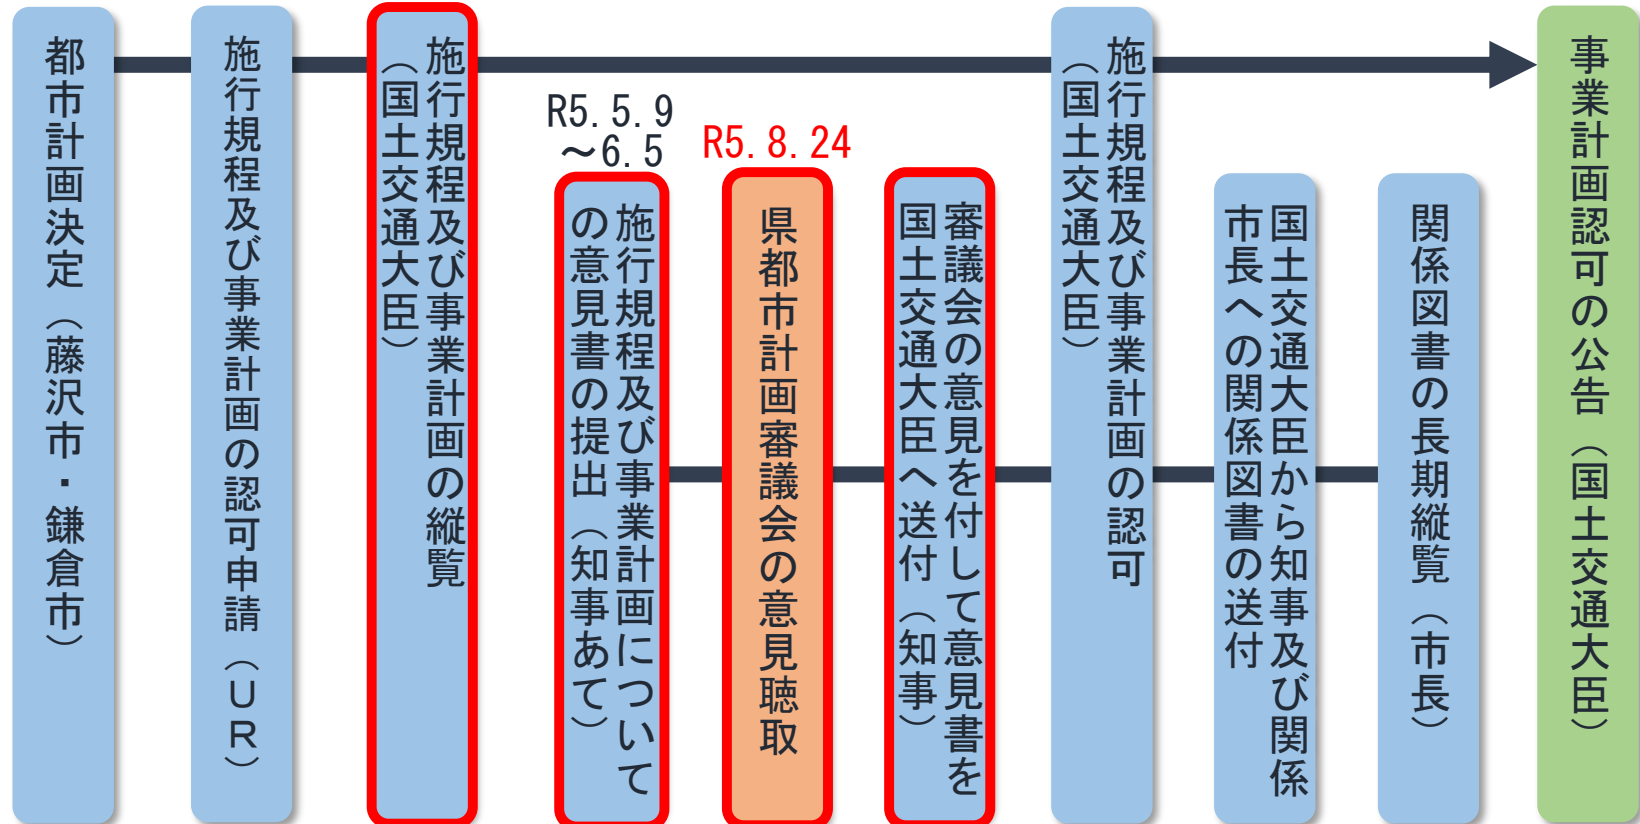 都市計画決定（藤沢市・鎌倉市）
施行規程及び事業計画の認可申請（ＵＲ）
施行規程及び事業計画の縦覧
（国土交通大臣）
R5.5.9
～6.5
施行規程及び事業計画について
の意見書の提出（知事あて）
R5.8.24
県都市計画審議会の意見聴取
審議会の意見を付して意見書を
国土交通大臣へ送付（知事）
施行規程及び事業計画の認可
（国土交通大臣）
国土交通大臣から知事及び関係
市長への関係図書の送付
関係図書の長期縦覧（市長）
事業計画認可の公告（国土交通大臣）